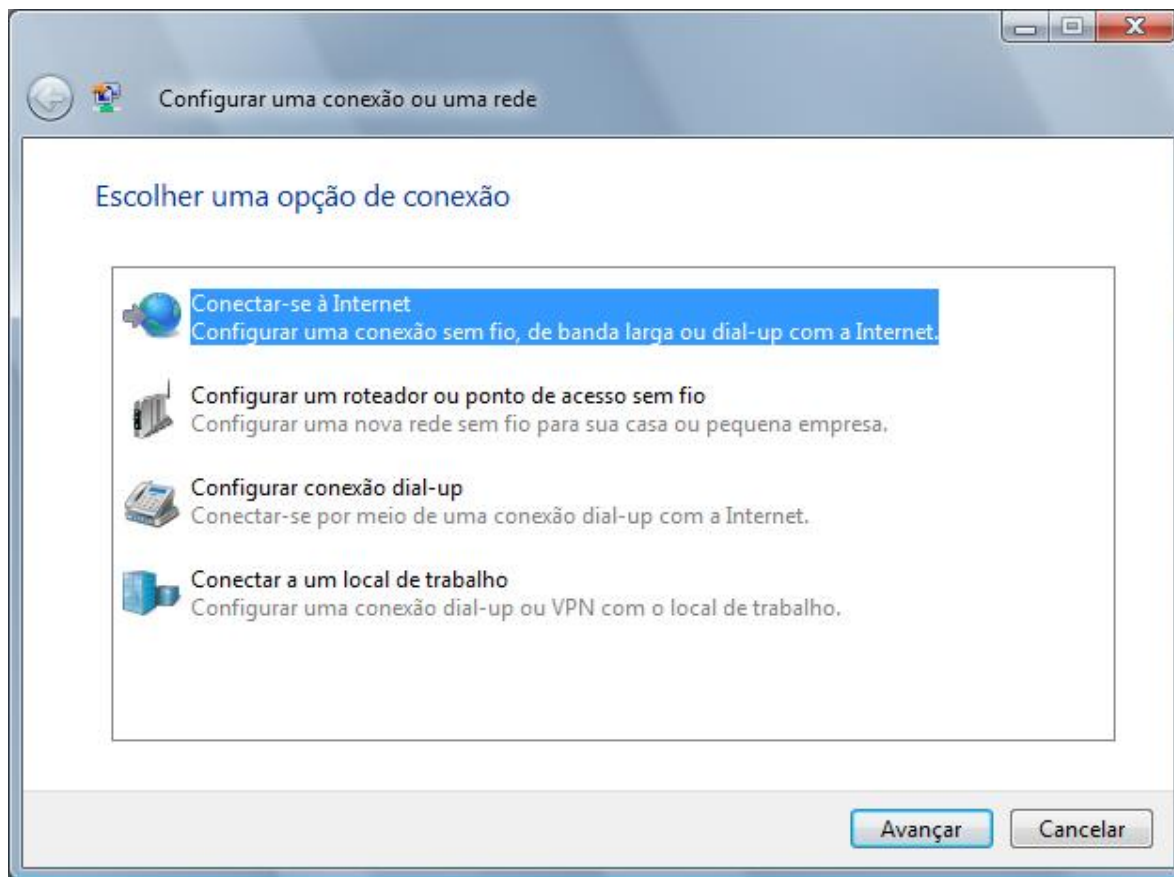 Configurar uma conexão ou uma rede
Escolher uma opção de conexão
Conectar-se à Internet
Configurar uma conexão sem fio, de banda larga ou dial-up com a Internet.
Configurar um roteador ou ponto de acesso sem fio
Configurar uma nova rede sem fio para sua casa ou pequena empresa.
Configurar conexão dial-up
Conectar-se por meio de uma conexão dial-up com a Internet.
Conectar a um local de trabalho
Configurar uma conexão dial-up ou VPN com o local de trabalho.
Avançar
Cancelar